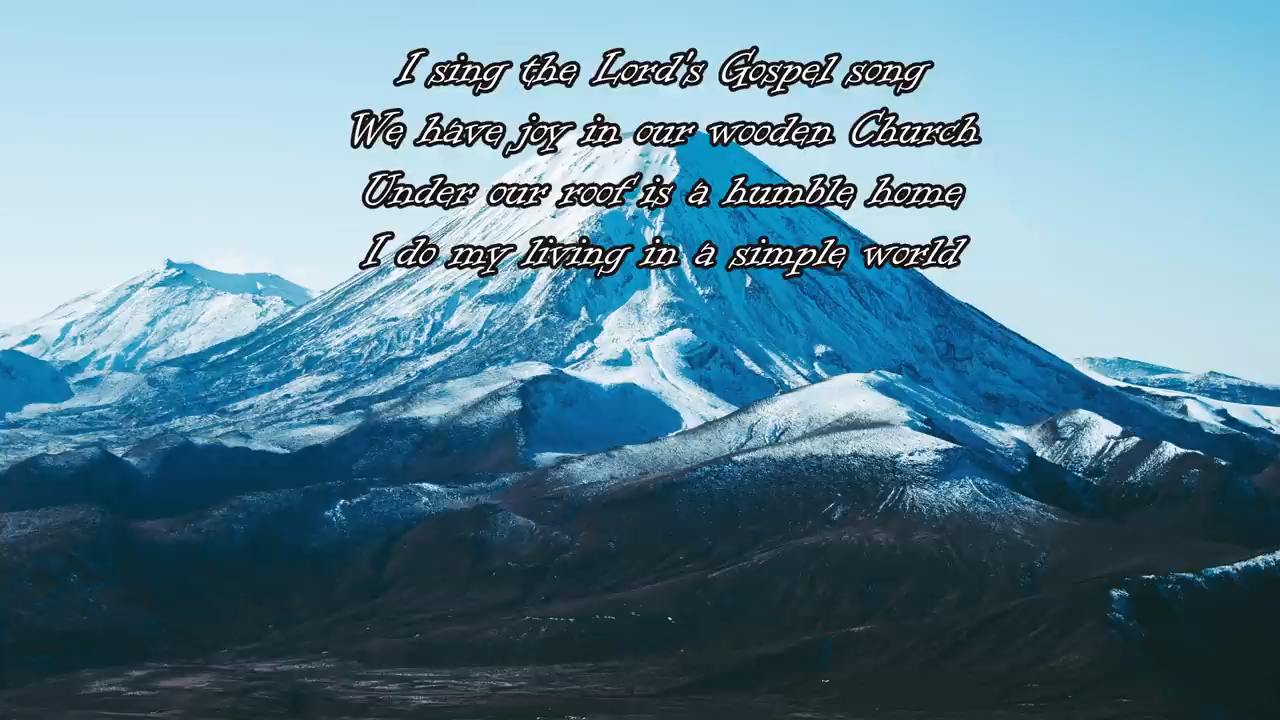 I sing the Lord's Gospel song
We have joy in our wooden Church
Under our roof is a humble home
I do my living in a simple world